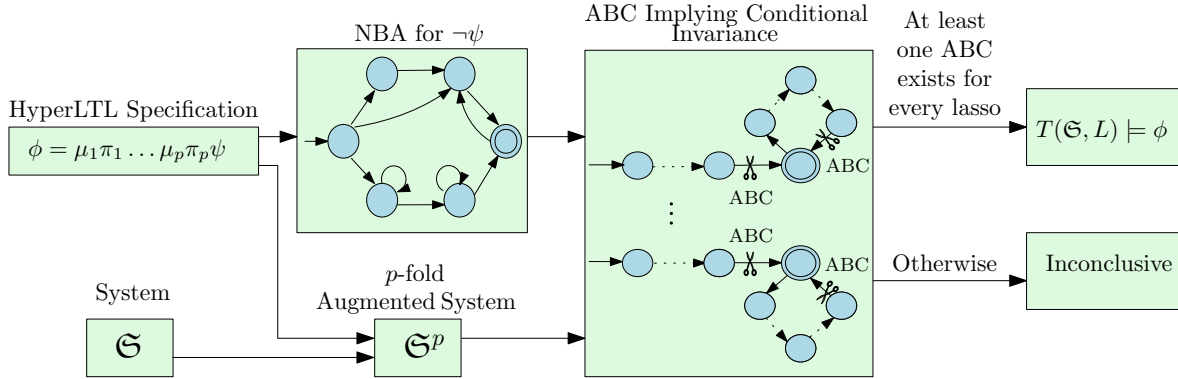 HyperLTL Specification
ϕ = μ₁π₁ … μₚπₚψ
System
𝔖
NBA for ¬ψ
p-fold
Augmented System
𝔖ᵖ
ABC Implying Conditional
Invariance
ABC
ABC
⋮
ABC
ABC
At least
one ABC
exists for
every lasso
T(𝔖, L) ⊨ ϕ
Otherwise
Inconclusive